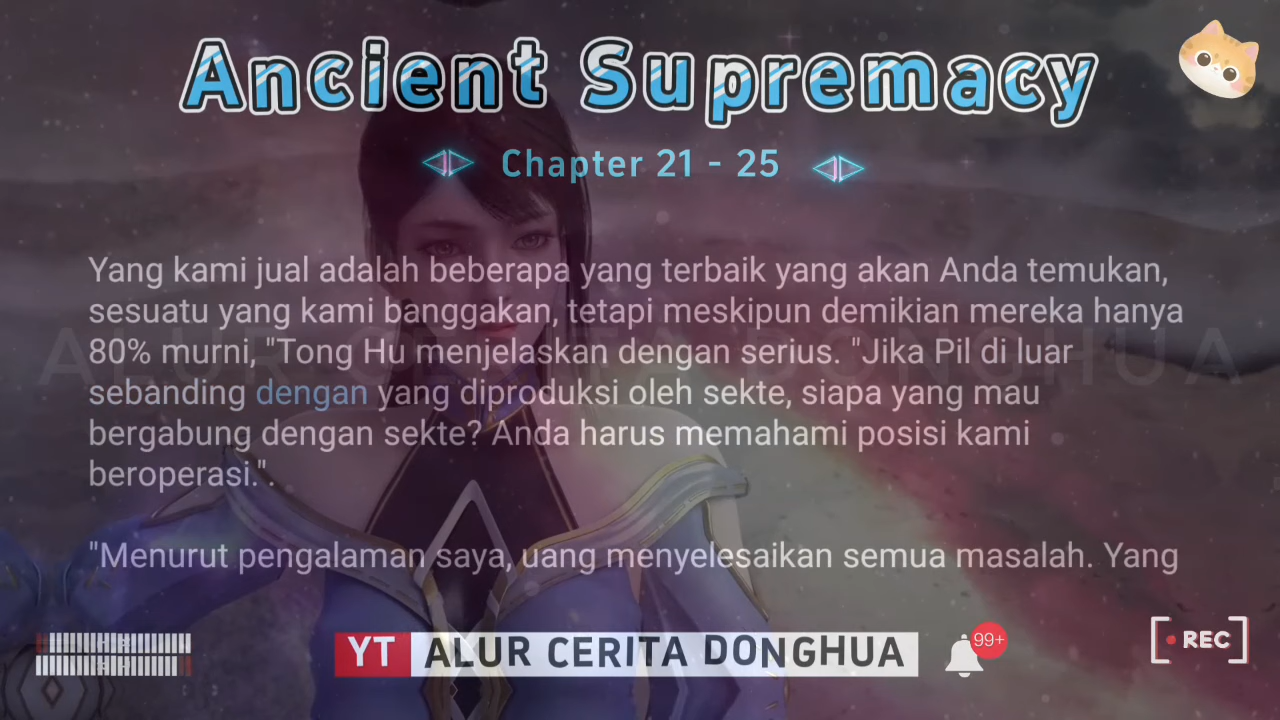 Ancient Supremacy
Chapter 21 - 25
Yang kami jual adalah beberapa yang terbaik yang akan Anda temukan,
sesuatu yang kami banggakan, tetapi meskipun demikian mereka hanya
80% murni, "Tong Hu menjelaskan dengan serius. "Jika Pil di luar
sebanding dengan yang diproduksi oleh sekte, siapa yang mau
bergabung dengan sekte? Anda harus memahami posisi kami
beroperasi.".
"Menurut pengalaman saya, uang menyelesaikan semua masalah. Yang
ALUR CERITA DONGHUA
YT ALUR CERITA DONGHUA
99+
REC